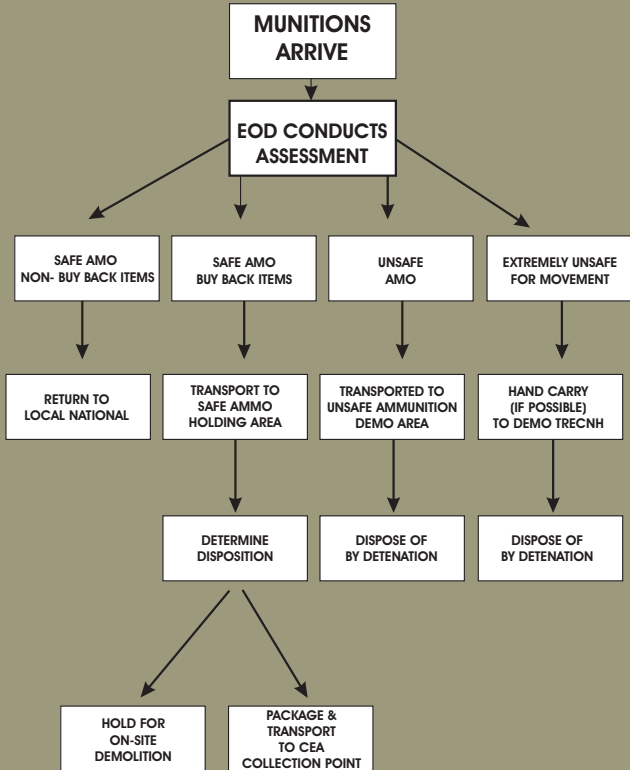 MUNITIONS
ARRIVE
EOD CONDUCTS
ASSESSMENT
SAFE AMO
NON- BUY BACK ITEMS
SAFE AMO
BUY BACK ITEMS
UNSAFE
AMO
EXTREMELY UNSAFE
FOR MOVEMENT
RETURN TO
LOCAL NATIONAL
TRANSPORT TO
SAFE AMMO
HOLDING AREA
TRANSPORTED TO
UNSAFE AMMUNITION
DEMO AREA
HAND CARRY
(IF POSSIBLE)
TO DEMO TRECNH
DETERMINE
DISPOSITION
DISPOSE OF
BY DETENATION
DISPOSE OF
BY DETENATION
HOLD FOR
ON-SITE
DEMOLITION
PACKAGE &
TRANSPORT
TO CEA
COLLECTION POINT